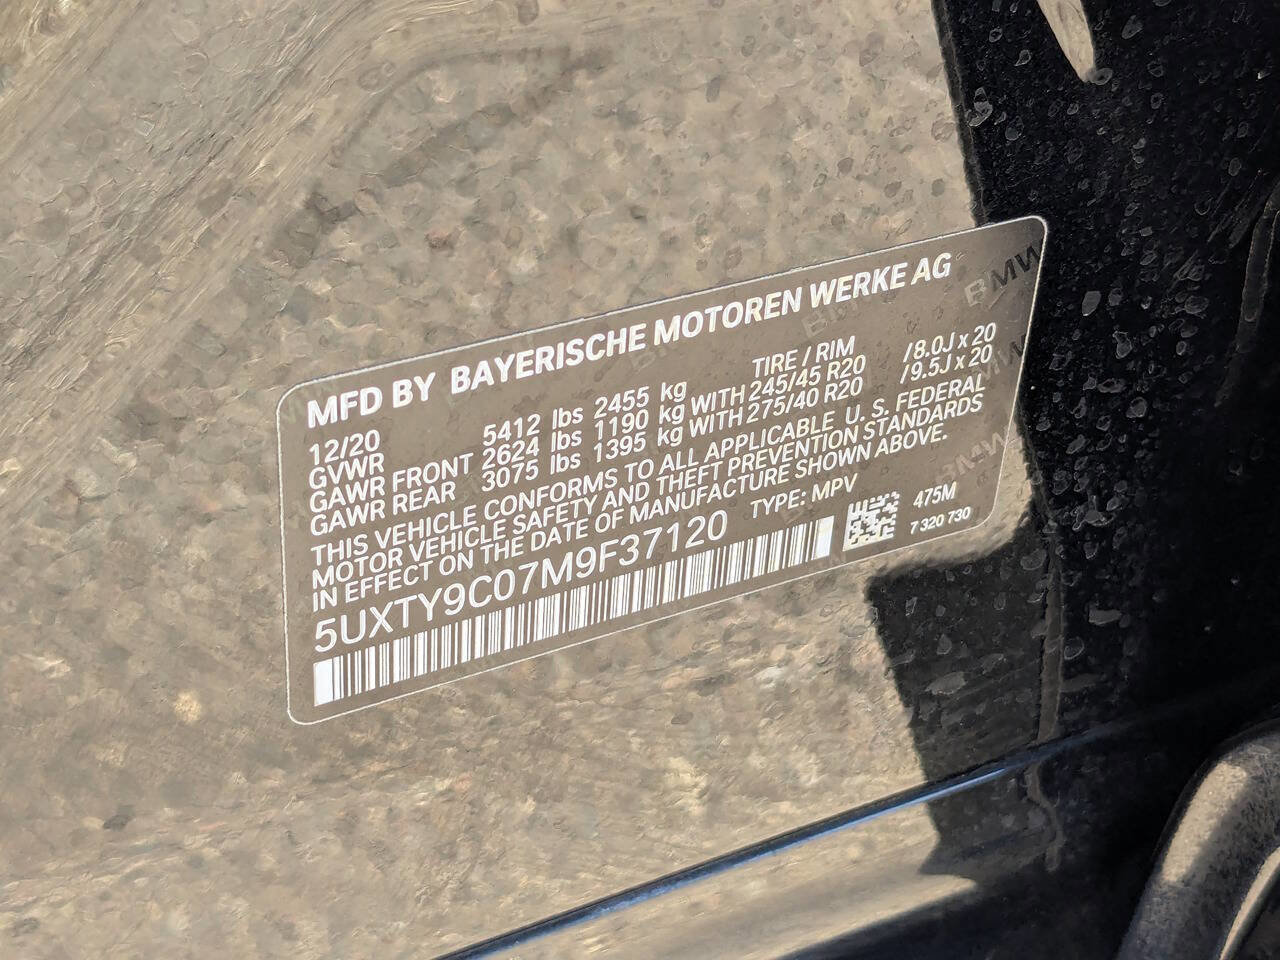 MFD BY BAYERISCHE MOTOREN WERKE AG
12/20 TIRE / RIM
GVWR 5412 lbs 2455 kg
GAWR FRONT 2624 lbs 1190 kg WITH 245/45 R20 /8.0J x 20
GAWR REAR 3075 lbs 1395 kg WITH 275/40 R20 /9.5J x 20
THIS VEHICLE CONFORMS TO ALL APPLICABLE U. S. FEDERAL
MOTOR VEHICLE SAFETY AND THEFT PREVENTION STANDARDS
IN EFFECT ON THE DATE OF MANUFACTURE SHOWN ABOVE.
5UXTY9C07M9F37120 TYPE: MPV
475M
7 320 730
BMW
BMW